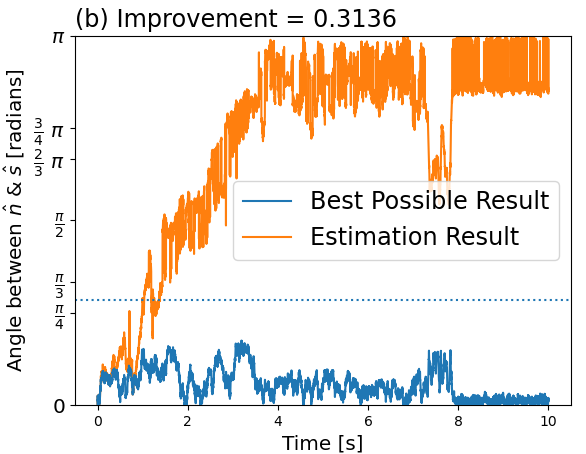 (b) Improvement = 0.3136
Angle between n̂ & ŝ [radians]
π
3/4 π
2/3 π
π/2
π/3
π/4
0
Best Possible Result
Estimation Result
0 2 4 6 8 10
Time [s]